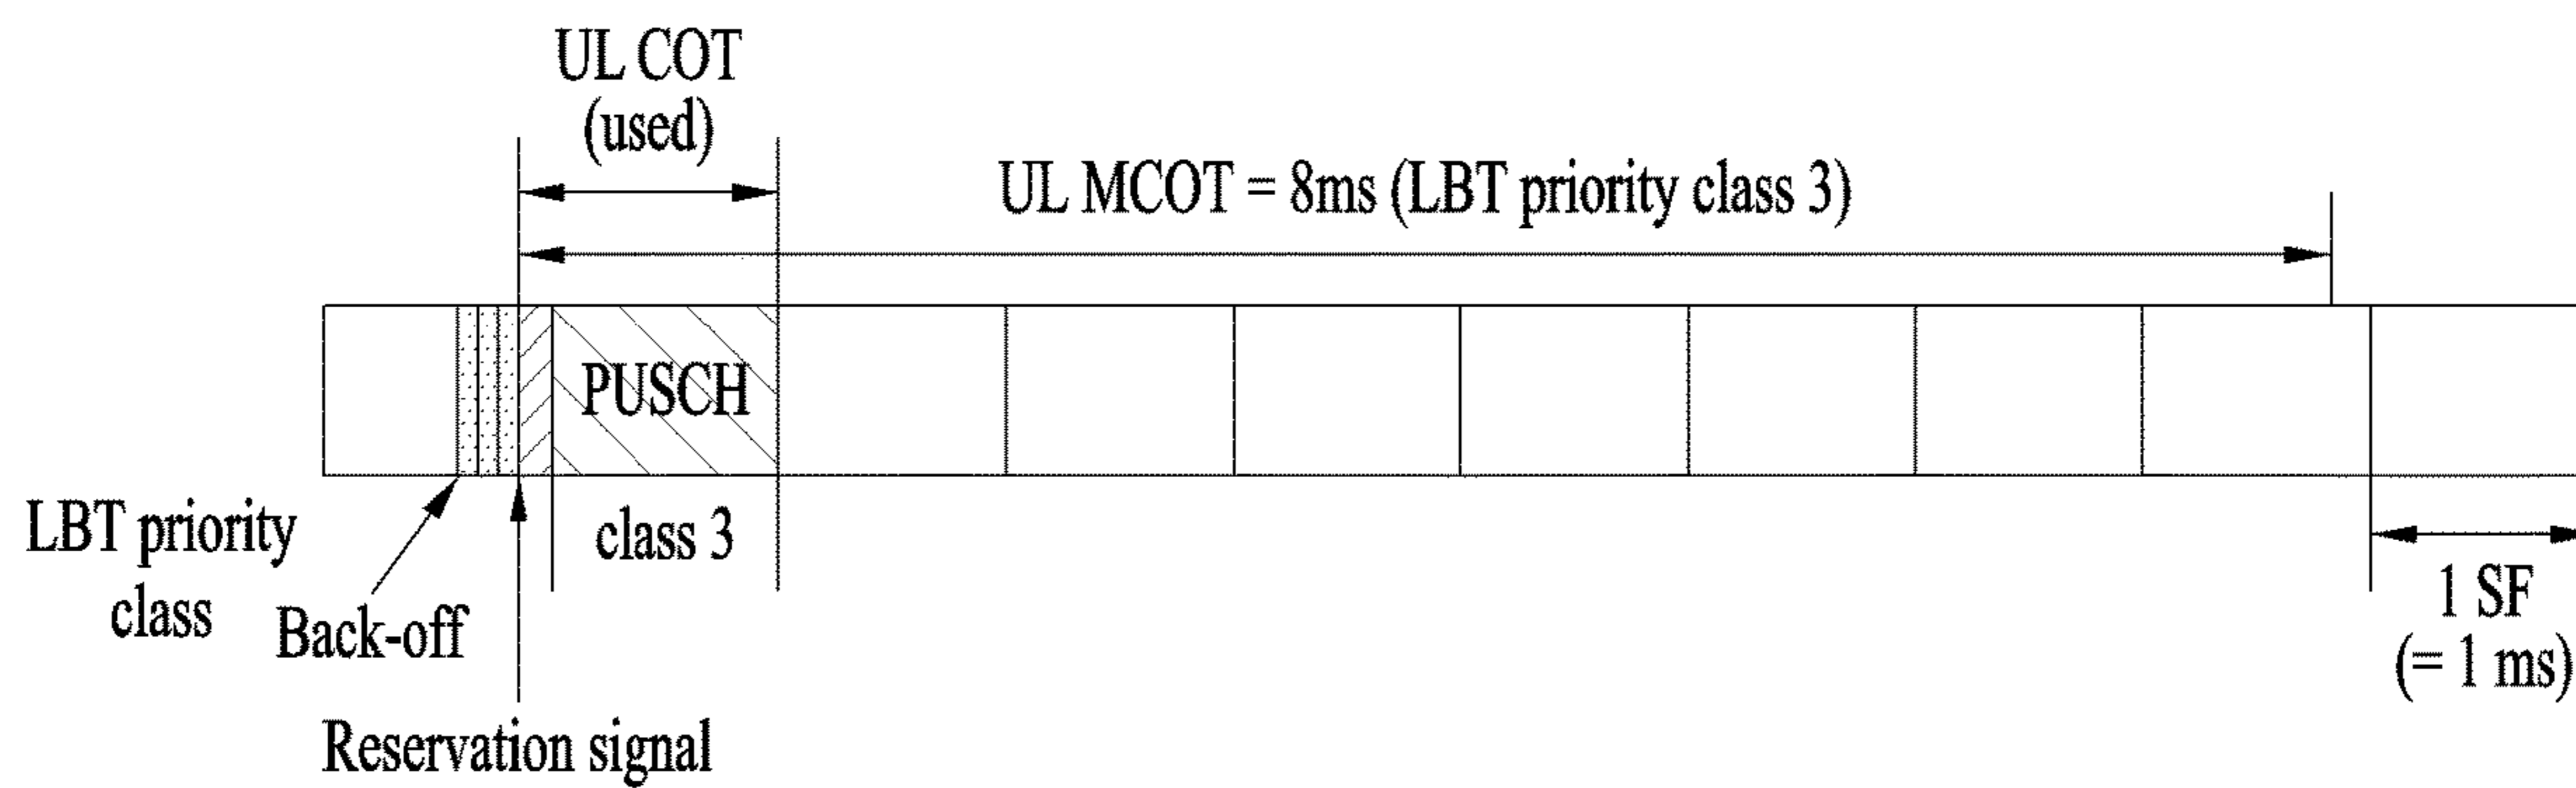 UL COT
(used)
UL MCOT = 8ms (LBT priority class 3)
PUSCH
LBT priority
class
class 3
Back-off
1 SF
(= 1 ms)
Reservation signal